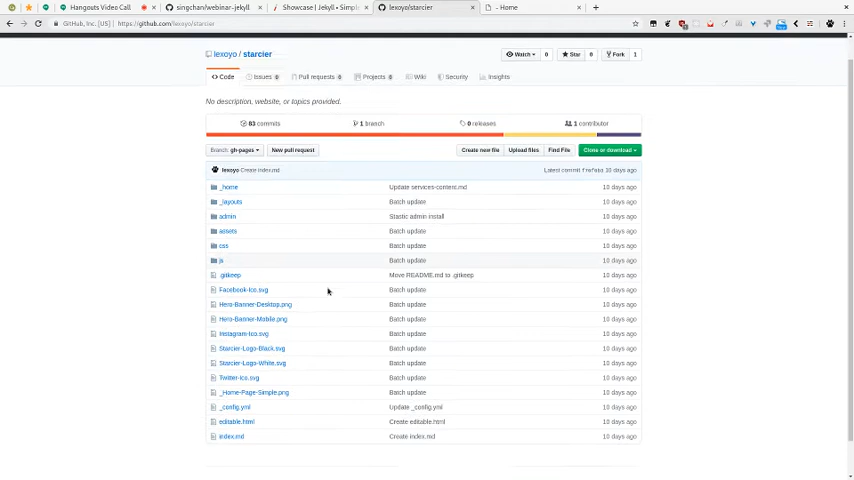 Hangouts Video Call
singchan/webinar-jekyll
Showcase | Jekyll • Simple
lexoyo/starcier
- Home
GitHub, Inc. [US] https://github.com/lexoyo/starcier
lexoyo / starcier
Watch 0 Star 0 Fork 1
Code Issues 0 Pull requests 0 Projects 0 Wiki Security Insights
No description, website, or topics provided.
83 commits 1 branch 0 releases 1 contributor
Branch: gh-pages New pull request Create new file Upload files Find File Clone or download
lexoyo Create index.md Latest commit 10 days ago
_home Update services-content.md 10 days ago
_layouts Batch update 10 days ago
admin Stastic admin install 10 days ago
assets Batch update 10 days ago
css Batch update 10 days ago
js Batch update 10 days ago
.gitkeep Move README.md to .gitkeep 10 days ago
Facebook-Ico.svg Batch update 10 days ago
Hero-Banner-Desktop.png Batch update 10 days ago
Hero-Banner-Mobile.png Batch update 10 days ago
Instagram-Ico.svg Batch update 10 days ago
Starcier-Logo-Black.svg Batch update 10 days ago
Starcier-Logo-White.svg Batch update 10 days ago
Twitter-Ico.svg Batch update 10 days ago
_Home-Page-Simple.png Batch update 10 days ago
_config.yml Update _config.yml 10 days ago
editable.html Create editable.html 10 days ago
index.md Create index.md 10 days ago